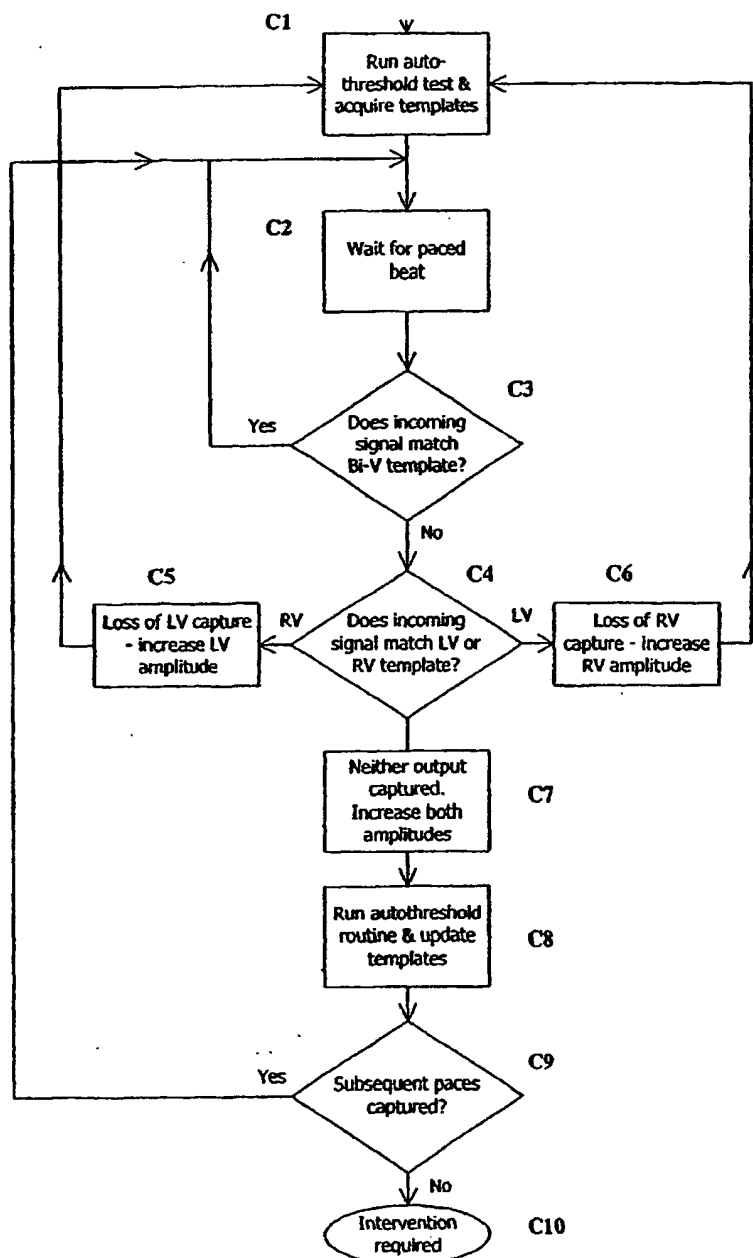 C1
Run auto-
threshold test &
acquire templates
C2
Wait for paced
beat
C3
Yes
Does incoming
signal match
Bi-V template?
No
C5
C4
C6
Loss of LV capture
- increase LV
amplitude
RV
Does incoming
signal match LV or
RV template?
LV
Loss of RV
capture - increase
RV amplitude
Neither output
captured.
Increase both
amplitudes
C7
Run autothreshold
routine & update
templates
C8
C9
Yes
Subsequent paces
captured?
No
Intervention
required
C10